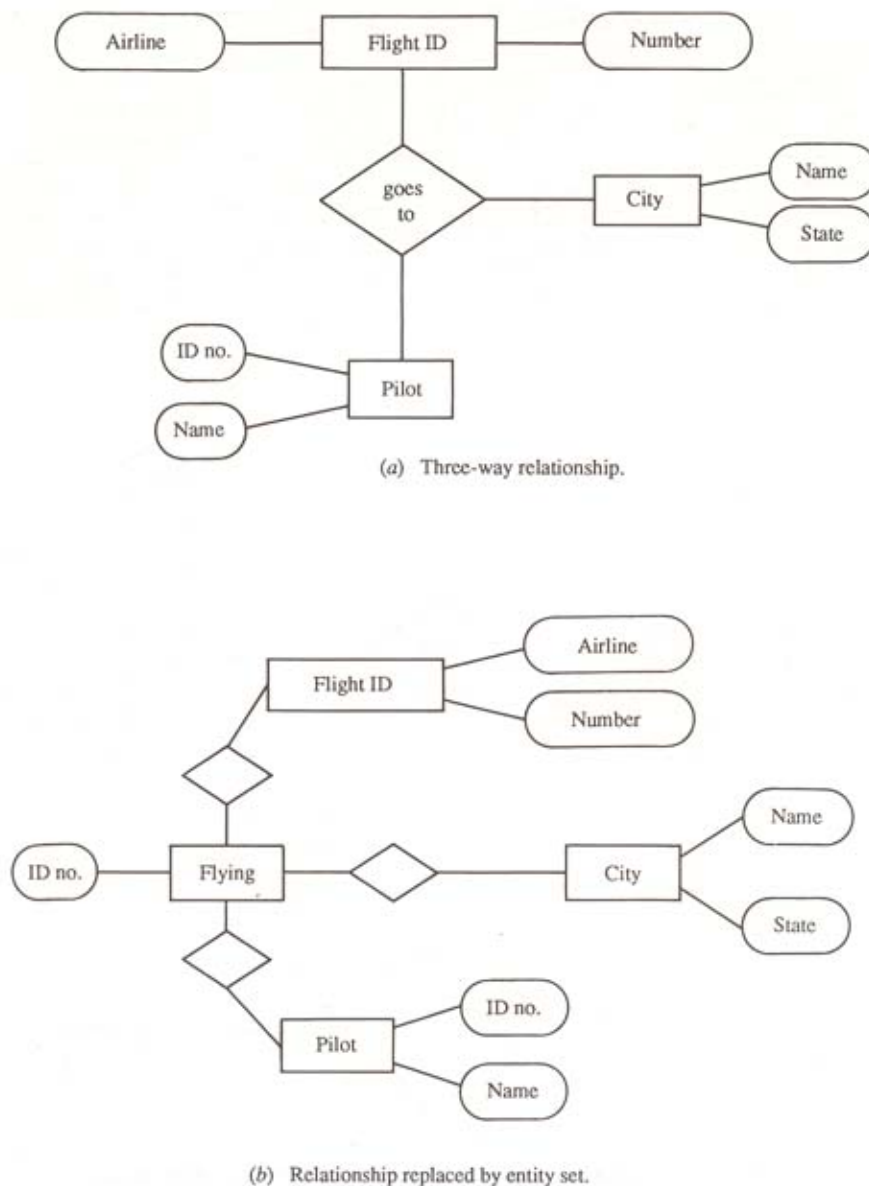 Airline Flight ID Number
goes
to
City
Name
State
ID no.
Name
Pilot
(a) Three-way relationship.
Flight ID
Airline
Number
ID no.
Flying
City
Name
State
Pilot
ID no.
Name
(b) Relationship replaced by entity set.